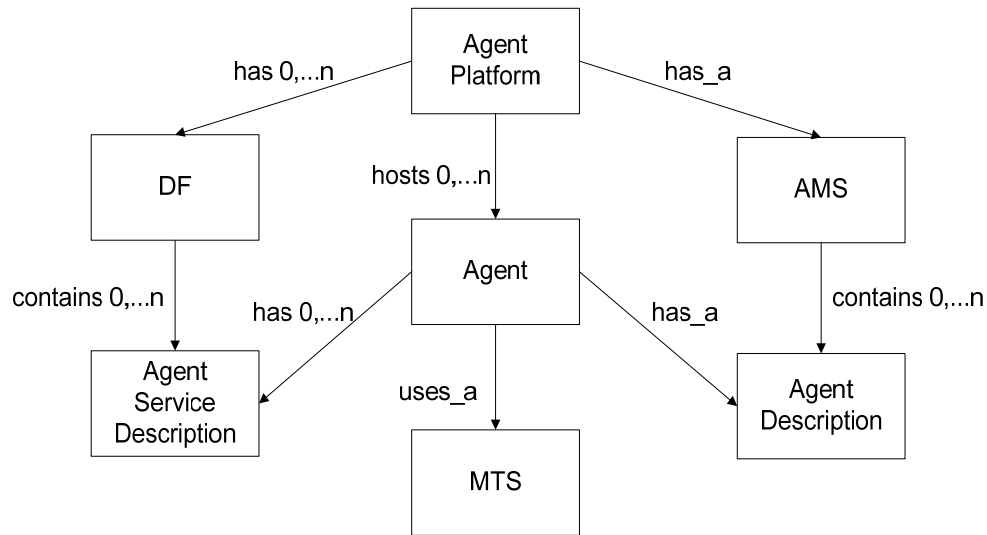 Agent
Platform
has 0,...n
has_a
DF
hosts 0,...n
AMS
Agent
contains 0,...n
has 0,...n
has_a
contains 0,...n
Agent
Service
Description
uses_a
Agent
Description
MTS